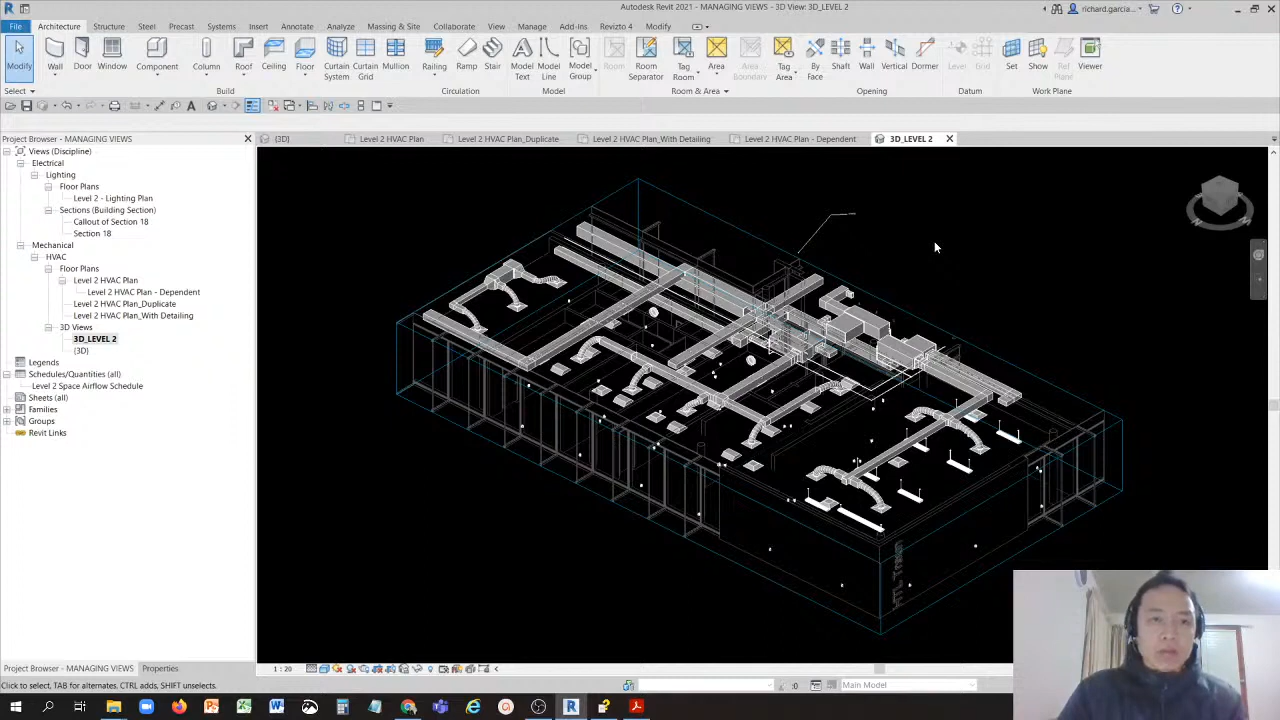 Autodesk Revit 2021 - MANAGING VIEWS - 3D View: 3D_LEVEL 2
richard.garcia...
File Architecture Structure Steel Precast Systems Insert Annotate Analyze Massing & Site Collaborate View Manage Add-Ins Revizto 4 Modify
Modify Wall Door Window Component Column Roof Ceiling Floor Curtain System Curtain Grid Mullion Railing Ramp Stair Model Text Model Line Model Group Room Room Separator Tag Room Area Area Boundary Tag Area By Face Shaft Wall Vertical Dormer Level Grid Set Show Ref Plane Viewer
Select Build Circulation Model Room & Area Opening Datum Work Plane
Project Browser - MANAGING VIEWS
{3D} Level 2 HVAC Plan Level 2 HVAC Plan_Duplicate Level 2 HVAC Plan_With Detailing Level 2 HVAC Plan - Dependent 3D_LEVEL 2
Views (Discipline)
Electrical
Lighting
Floor Plans
Level 2 - Lighting Plan
Sections (Building Section)
Callout of Section 18
Section 18
Mechanical
HVAC
Floor Plans
Level 2 HVAC Plan
Level 2 HVAC Plan - Dependent
Level 2 HVAC Plan_Duplicate
Level 2 HVAC Plan_With Detailing
3D Views
3D_LEVEL 2
{3D}
Legends
Schedules/Quantities (all)
Level 2 Space Airflow Schedule
Sheets (all)
Families
Groups
Revit Links
Project Browser - MANAGING VIEWS Properties
1 : 20
Click to select, TAB for alternates, CTRL adds, SHIFT unselects.
:0 Main Model